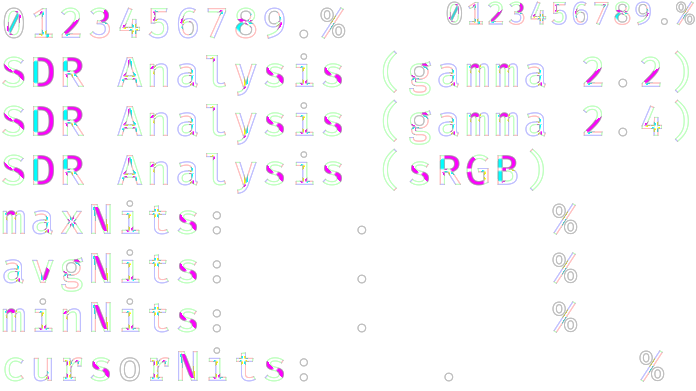 0123456789.% 0123456789.%
SDR Analysis (gamma 2.2)
SDR Analysis (gamma 2.4)
SDR Analysis (sRGB)
maxNits: . %
avgNits: . %
minNits: . %
cursorNits: . %